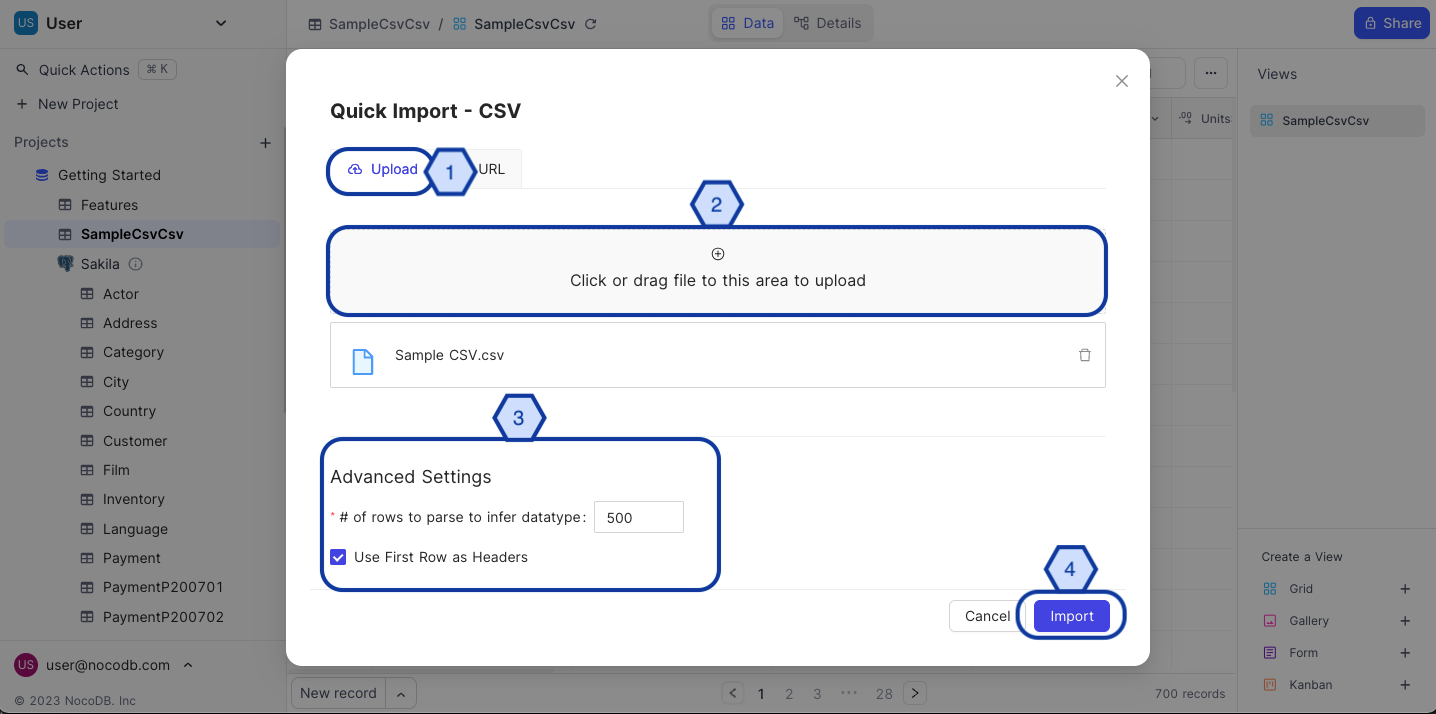 US User
SampleCsvCsv / SampleCsvCsv
Data Details
Share
Quick Actions ⌘ K
New Project
Projects
Getting Started
Features
SampleCsvCsv
Sakila
Actor
Address
Category
City
Country
Customer
Film
Inventory
Language
Payment
PaymentP200701
PaymentP200702
US user@nocodb.com
© 2023 NocoDB. Inc
Quick Import - CSV
Upload
1
URL
2
Click or drag file to this area to upload
Sample CSV.csv
3
Advanced Settings
* # of rows to parse to infer datatype: 500
Use First Row as Headers
4
Cancel Import
New record
1 2 3 ••• 28
700 records
.00 Units
Views
SampleCsvCsv
Create a View
Grid +
Gallery +
Form +
Kanban +